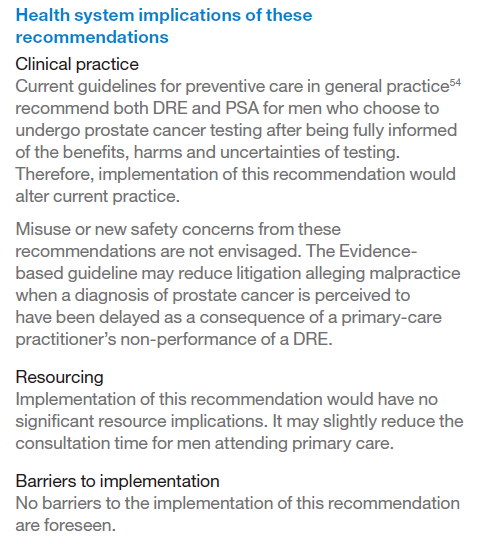 Health system implications of these
recommendations
Clinical practice
Current guidelines for preventive care in general practice⁵⁴
recommend both DRE and PSA for men who choose to
undergo prostate cancer testing after being fully informed
of the benefits, harms and uncertainties of testing.
Therefore, implementation of this recommendation would
alter current practice.
Misuse or new safety concerns from these
recommendations are not envisaged. The Evidence-
based guideline may reduce litigation alleging malpractice
when a diagnosis of prostate cancer is perceived to
have been delayed as a consequence of a primary-care
practitioner’s non-performance of a DRE.
Resourcing
Implementation of this recommendation would have no
significant resource implications. It may slightly reduce the
consultation time for men attending primary care.
Barriers to implementation
No barriers to the implementation of this recommendation
are foreseen.